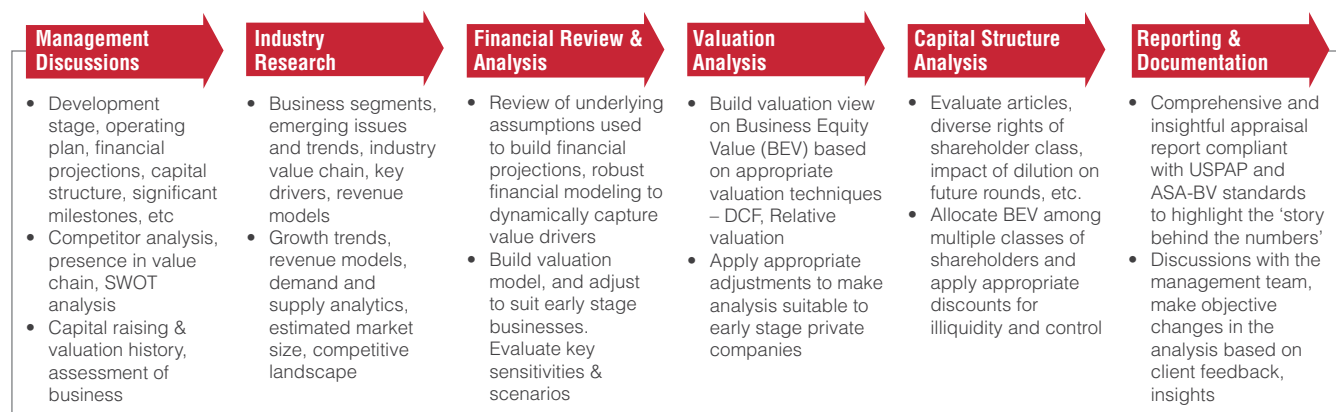 Management
Discussions
• Development
stage, operating
plan, financial
projections, capital
structure, significant
milestones, etc
• Competitor analysis,
presence in value
chain, SWOT
analysis
• Capital raising &
valuation history,
assessment of
business
Industry
Research
• Business segments,
emerging issues
and trends, industry
value chain, key
drivers, revenue
models
• Growth trends,
revenue models,
demand and
supply analytics,
estimated market
size, competitive
landscape
Financial Review &
Analysis
• Review of underlying
assumptions used
to build financial
projections, robust
financial modeling to
dynamically capture
value drivers
• Build valuation
model, and adjust
to suit early stage
businesses.
Evaluate key
sensitivities &
scenarios
Valuation
Analysis
• Build valuation view
on Business Equity
Value (BEV) based
on appropriate
valuation techniques
– DCF, Relative
valuation
• Apply appropriate
adjustments to make
analysis suitable to
early stage private
companies
Capital Structure
Analysis
• Evaluate articles,
diverse rights of
shareholder class,
impact of dilution on
future rounds, etc.
• Allocate BEV among
multiple classes of
shareholders and
apply appropriate
discounts for
illiquidity and control
Reporting &
Documentation
• Comprehensive and
insightful appraisal
report compliant
with USPAP and
ASA-BV standards
to highlight the ‘story
behind the numbers’
• Discussions with the
management team,
make objective
changes in the
analysis based on
client feedback,
insights